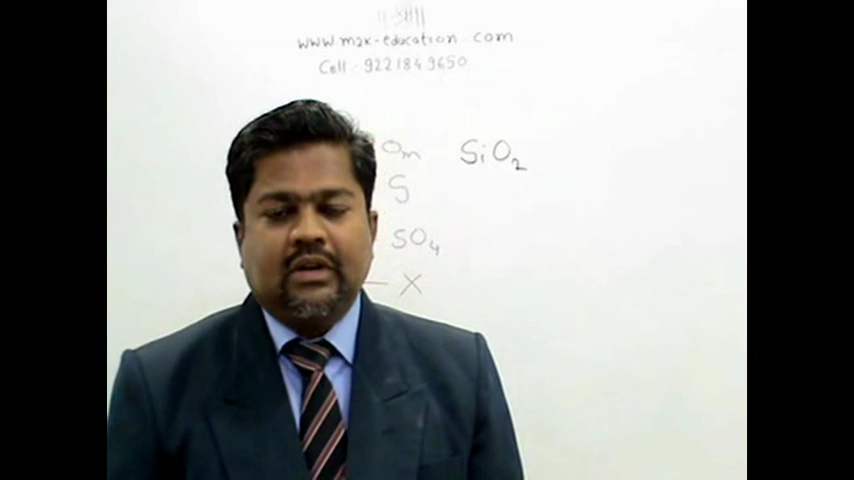 www.m2k-education.com
Cell:- 9221849650
Om SiO2
S
SO4
— X